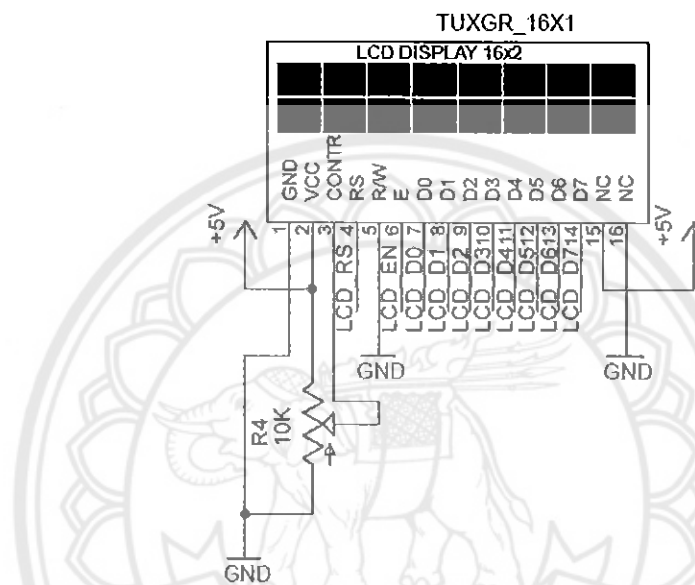 TUXGR_16X1
LCD DISPLAY 16x2
GND
VCC
CONTR
RS
R/W
E
D0
D1
D2
D3
D4
D5
D6
D7
NC
NC
+5V
1
2
3
4
5
6
7
8
9
10
11
12
13
14
15
16
+5V
LCD_RS
LCD_EN
LCD_D0
LCD_D1
LCD_D2
LCD_D3
LCD_D4
LCD_D5
LCD_D6
LCD_D7
GND
GND
R4
10K
GND